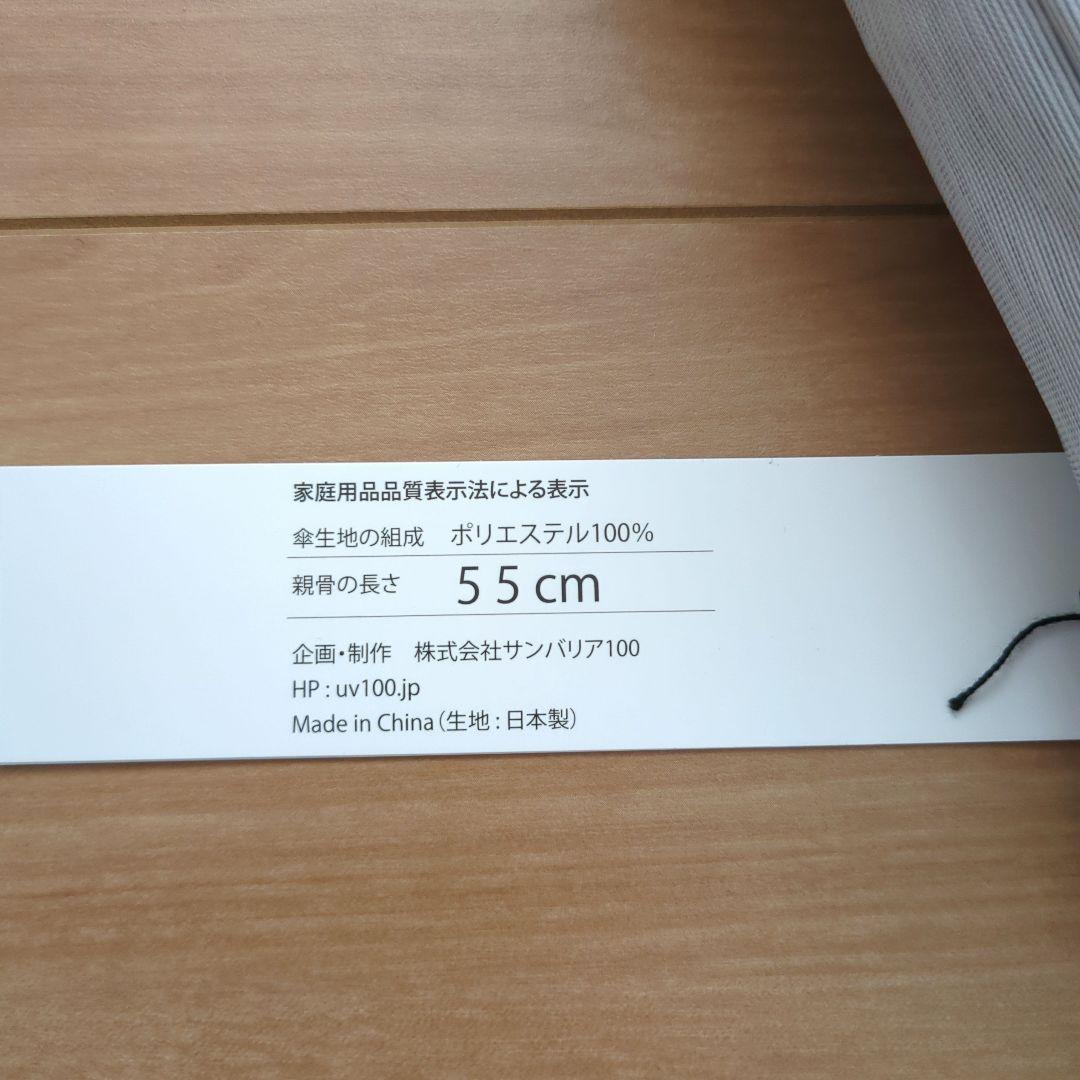 家庭用品品質表示法による表示
傘生地の組成　ポリエステル100%
親骨の長さ　５５cm
企画・制作　株式会社サンバリア100
HP : uv100.jp
Made in China（生地 : 日本製）